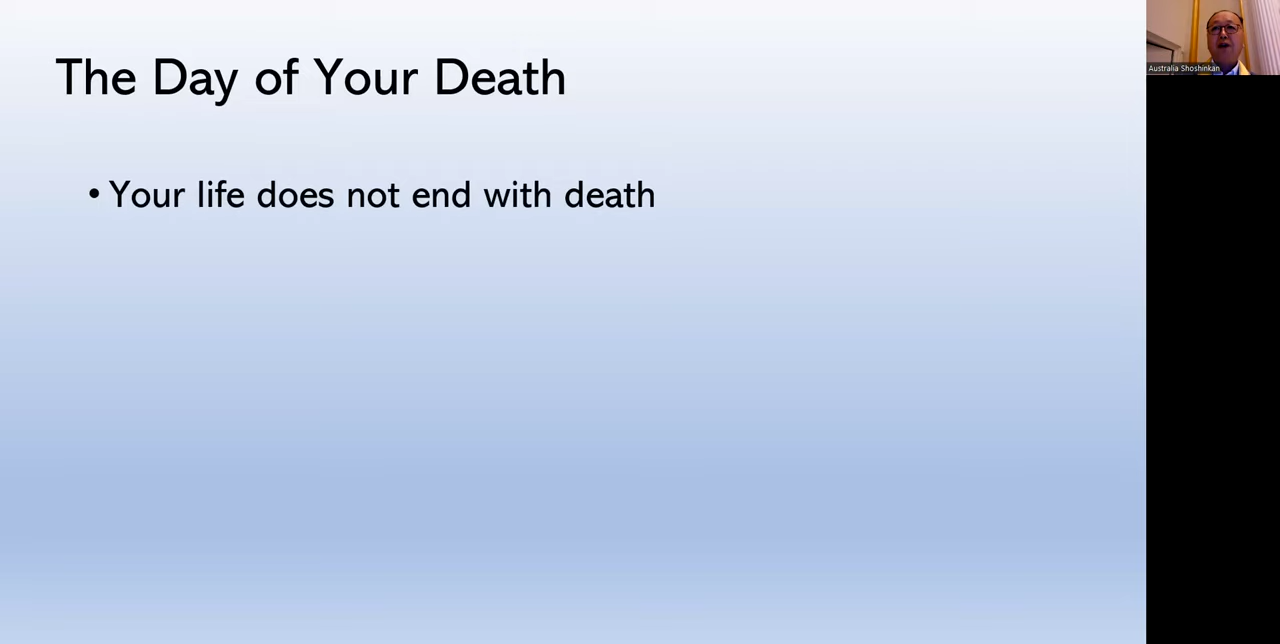 The Day of Your Death
• Your life does not end with death
Australia Shoshinkan